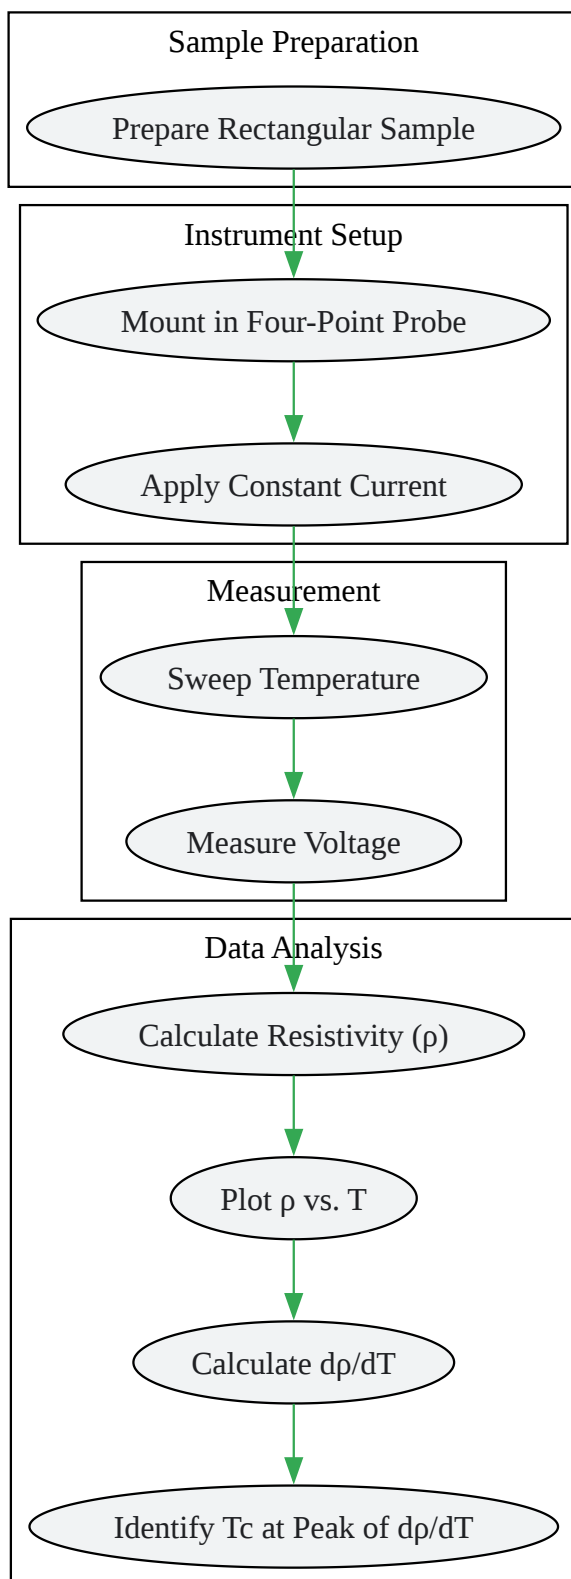 Sample Preparation
Prepare Rectangular Sample
Instrument Setup
Mount in Four-Point Probe
Apply Constant Current
Measurement
Sweep Temperature
Measure Voltage
Data Analysis
Calculate Resistivity (ρ)
Plot ρ vs. T
Calculate dρ/dT
Identify Tc at Peak of dρ/dT